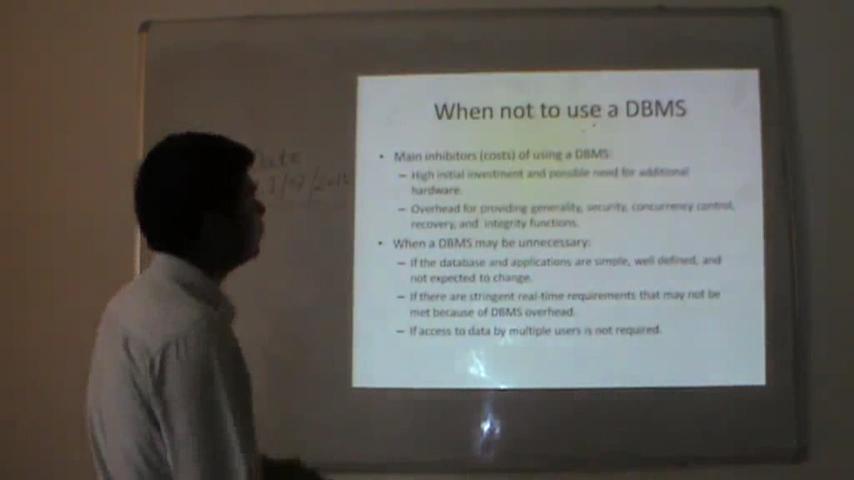 When not to use a DBMS
• Main inhibitors (costs) of using a DBMS:
– High initial investment and possible need for additional
hardware.
– Overhead for providing generality, security, concurrency control,
recovery, and integrity functions.
• When a DBMS may be unnecessary:
– If the database and applications are simple, well defined, and
not expected to change.
– If there are stringent real-time requirements that may not be
met because of DBMS overhead.
– If access to data by multiple users is not required.